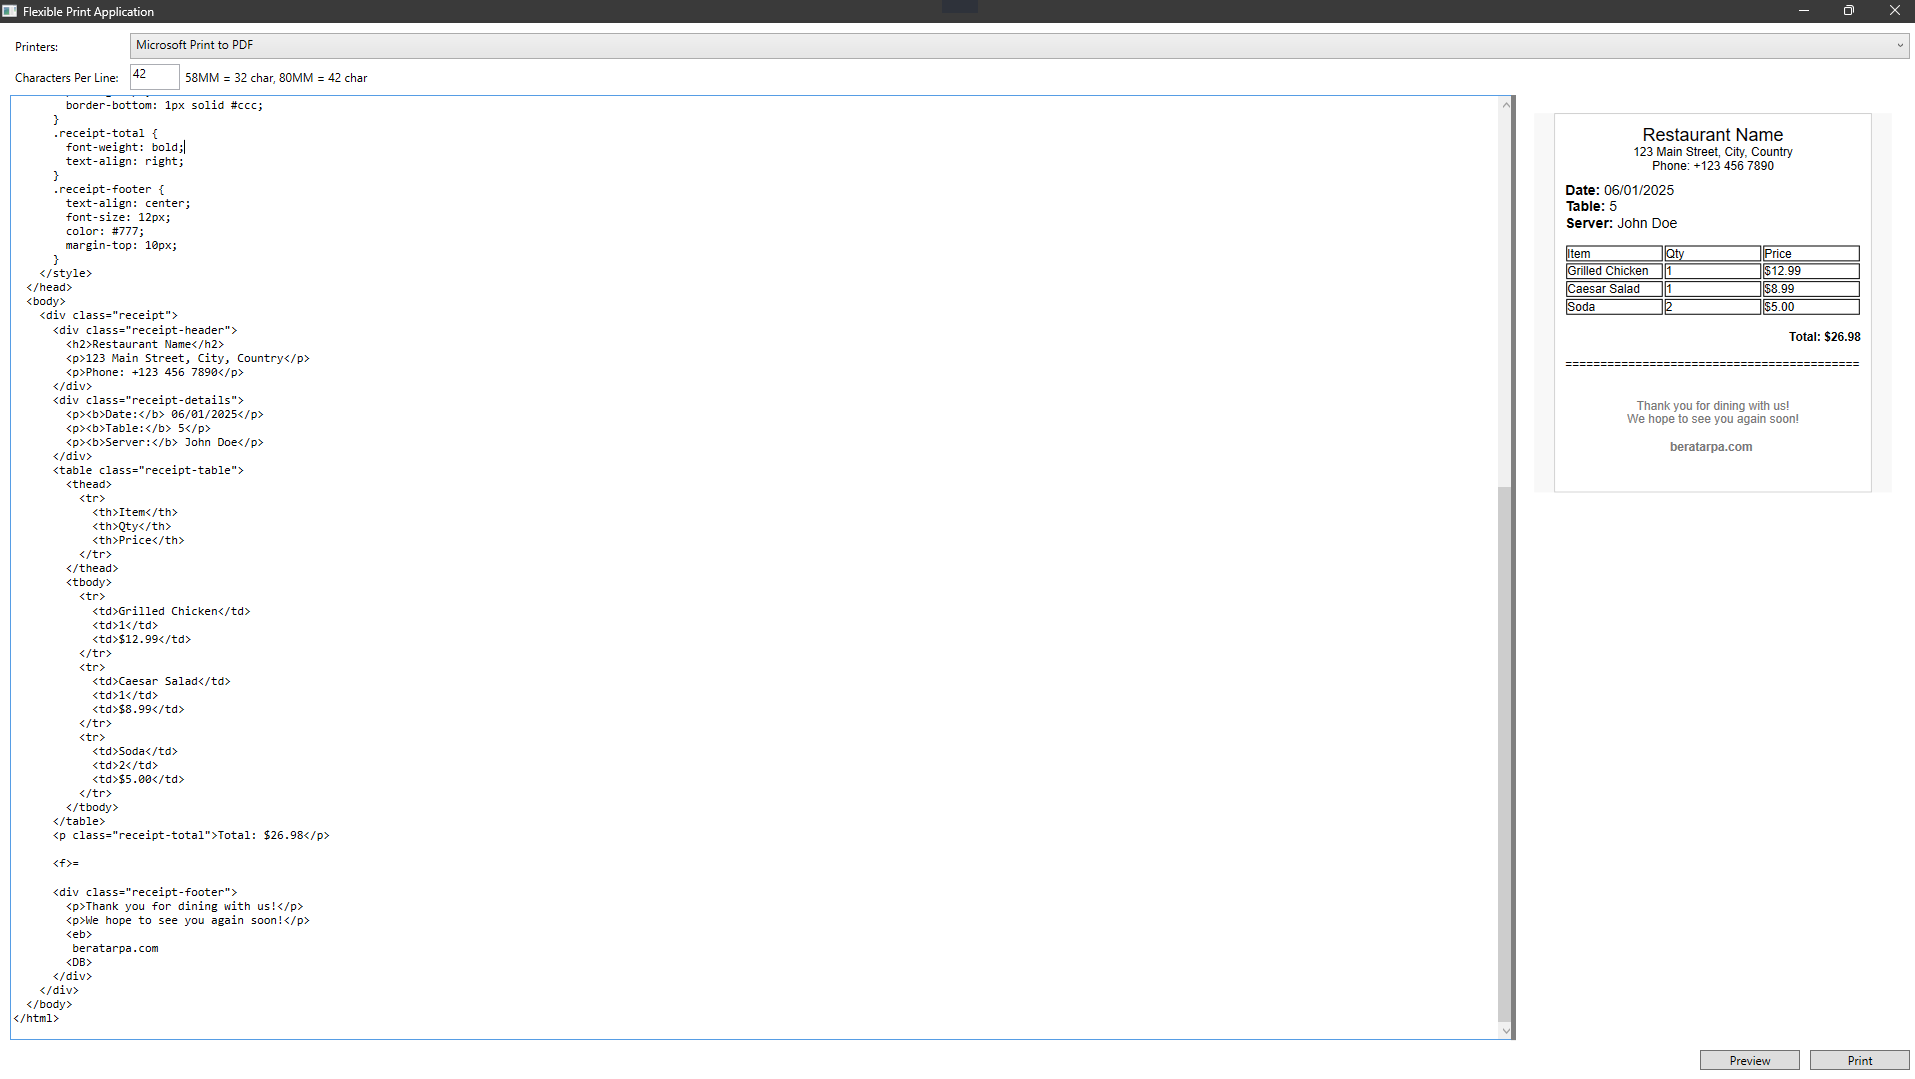 Flexible Print Application
Printers:
Microsoft Print to PDF
Characters Per Line:
42
58MM = 32 char, 80MM = 42 char
border-bottom: 1px solid #ccc;
}
.receipt-total {
font-weight: bold;
text-align: right;
}
.receipt-footer {
text-align: center;
font-size: 12px;
color: #777;
margin-top: 10px;
}
</style>
</head>
<body>
<div class="receipt">
<div class="receipt-header">
<h2>Restaurant Name</h2>
<p>123 Main Street, City, Country</p>
<p>Phone: +123 456 7890</p>
</div>
<div class="receipt-details">
<p><b>Date:</b> 06/01/2025</p>
<p><b>Table:</b> 5</p>
<p><b>Server:</b> John Doe</p>
</div>
<table class="receipt-table">
<thead>
<tr>
<th>Item</th>
<th>Qty</th>
<th>Price</th>
</tr>
</thead>
<tbody>
<tr>
<td>Grilled Chicken</td>
<td>1</td>
<td>$12.99</td>
</tr>
<tr>
<td>Caesar Salad</td>
<td>1</td>
<td>$8.99</td>
</tr>
<tr>
<td>Soda</td>
<td>2</td>
<td>$5.00</td>
</tr>
</tbody>
</table>
<p class="receipt-total">Total: $26.98</p>
<f>=
<div class="receipt-footer">
<p>Thank you for dining with us!</p>
<p>We hope to see you again soon!</p>
<eb>
beratarpa.com
<DB>
</div>
</div>
</body>
</html>
Restaurant Name
123 Main Street, City, Country
Phone: +123 456 7890
Date: 06/01/2025
Table: 5
Server: John Doe
Item Qty Price
Grilled Chicken 1 $12.99
Caesar Salad 1 $8.99
Soda 2 $5.00
Total: $26.98
==========================================
Thank you for dining with us!
We hope to see you again soon!
beratarpa.com
Preview
Print